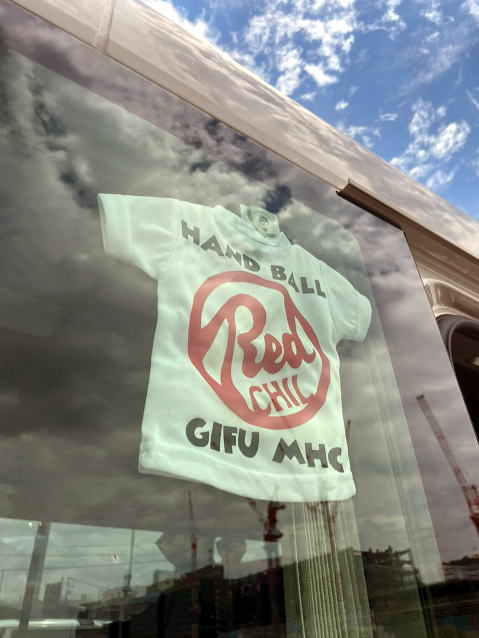 HAND BALL
Red
CHIL
GIFU MHC